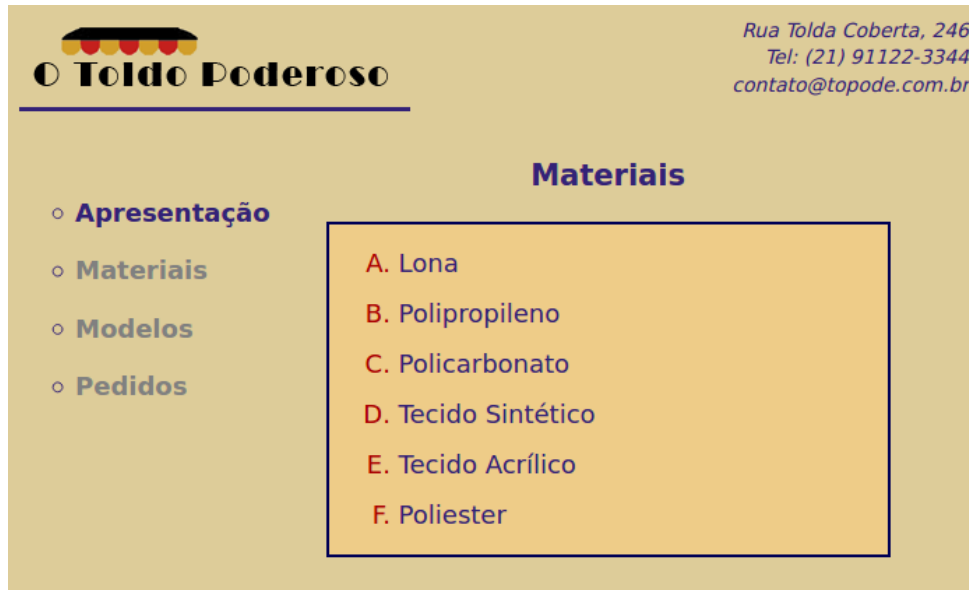 O Toldo Poderoso
Rua Tolda Coberta, 246
Tel: (21) 91122-3344
contato@topode.com.br
Apresentação
Materiais
Modelos
Pedidos
Materiais
A. Lona
B. Polipropileno
C. Policarbonato
D. Tecido Sintético
E. Tecido Acrílico
F. Poliester